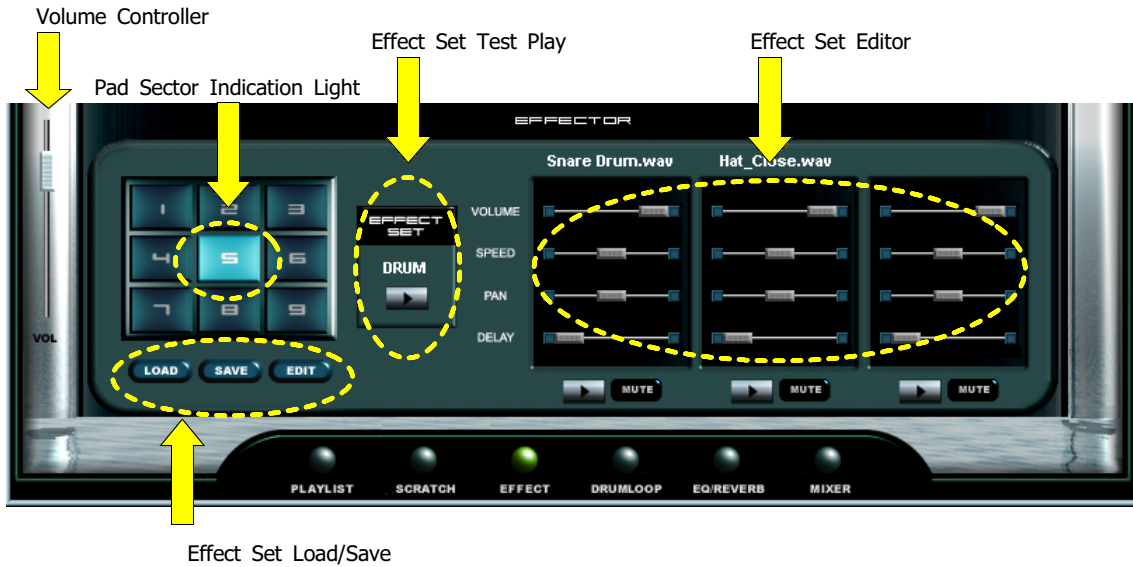 Volume Controller
Effect Set Test Play
Effect Set Editor
Pad Sector Indication Light
EFFECTOR
Snare Drum.wav
Hat_Close.wav
1 2 3
4 5 6
7 8 9
EFFECT
SET
DRUM
VOLUME
SPEED
PAN
DELAY
VOL
LOAD SAVE EDIT
MUTE MUTE MUTE
PLAYLIST SCRATCH EFFECT DRUMLOOP EQ/REVERB MIXER
Effect Set Load/Save